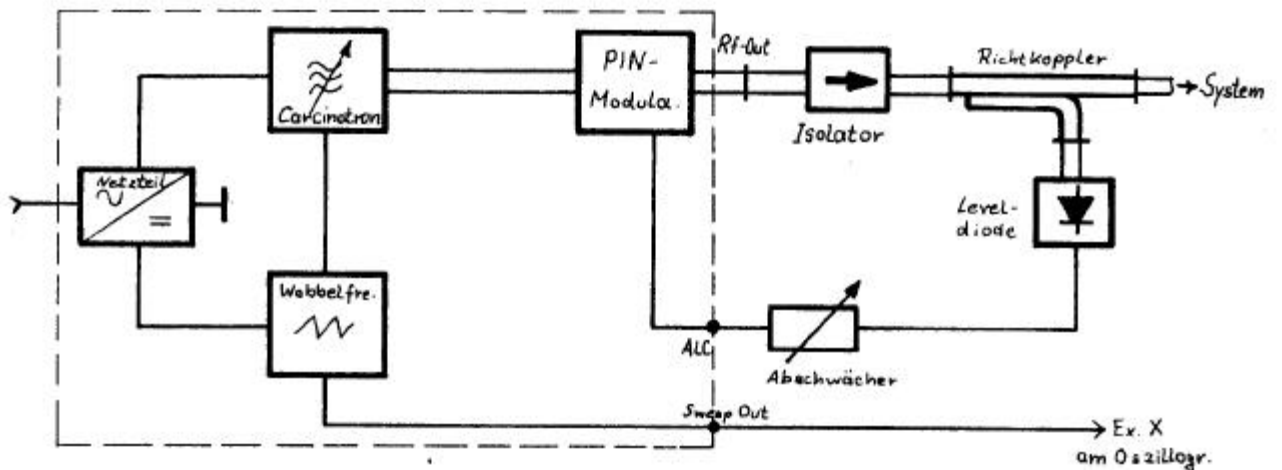 Carcinotron
PIN-
Modula.
Rf-Out
Isolator
Richtkoppler
System
Netzteil
Level-
diode
Wobbelfre.
ALC
Abschwächer
Sweep Out
Ex. X
am Oszillogr.